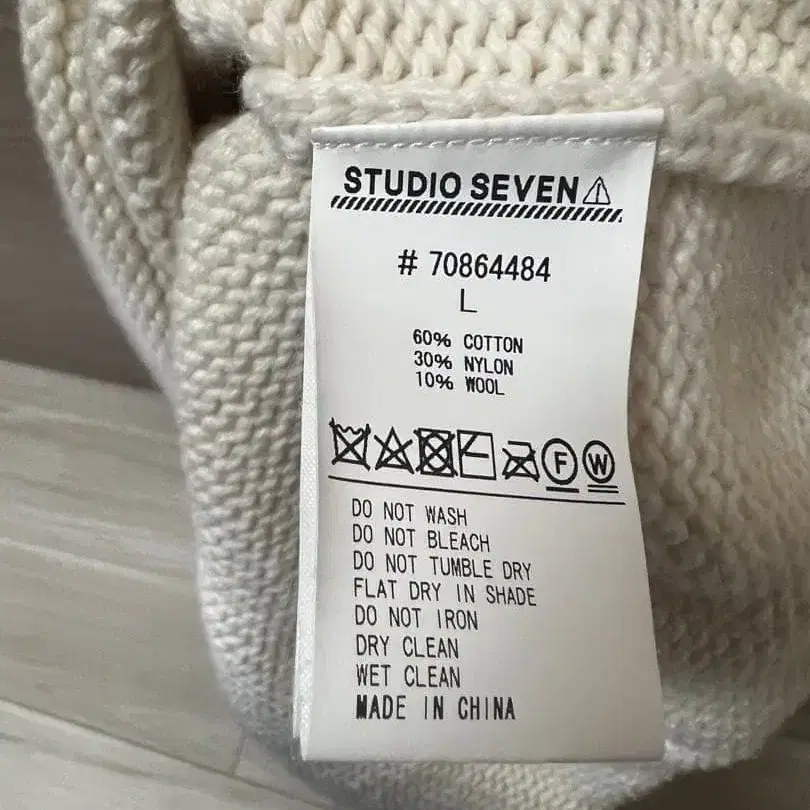 STUDIO SEVEN
# 70864484
L
60% COTTON
30% NYLON
10% WOOL
F W
DO NOT WASH
DO NOT BLEACH
DO NOT TUMBLE DRY
FLAT DRY IN SHADE
DO NOT IRON
DRY CLEAN
WET CLEAN
MADE IN CHINA